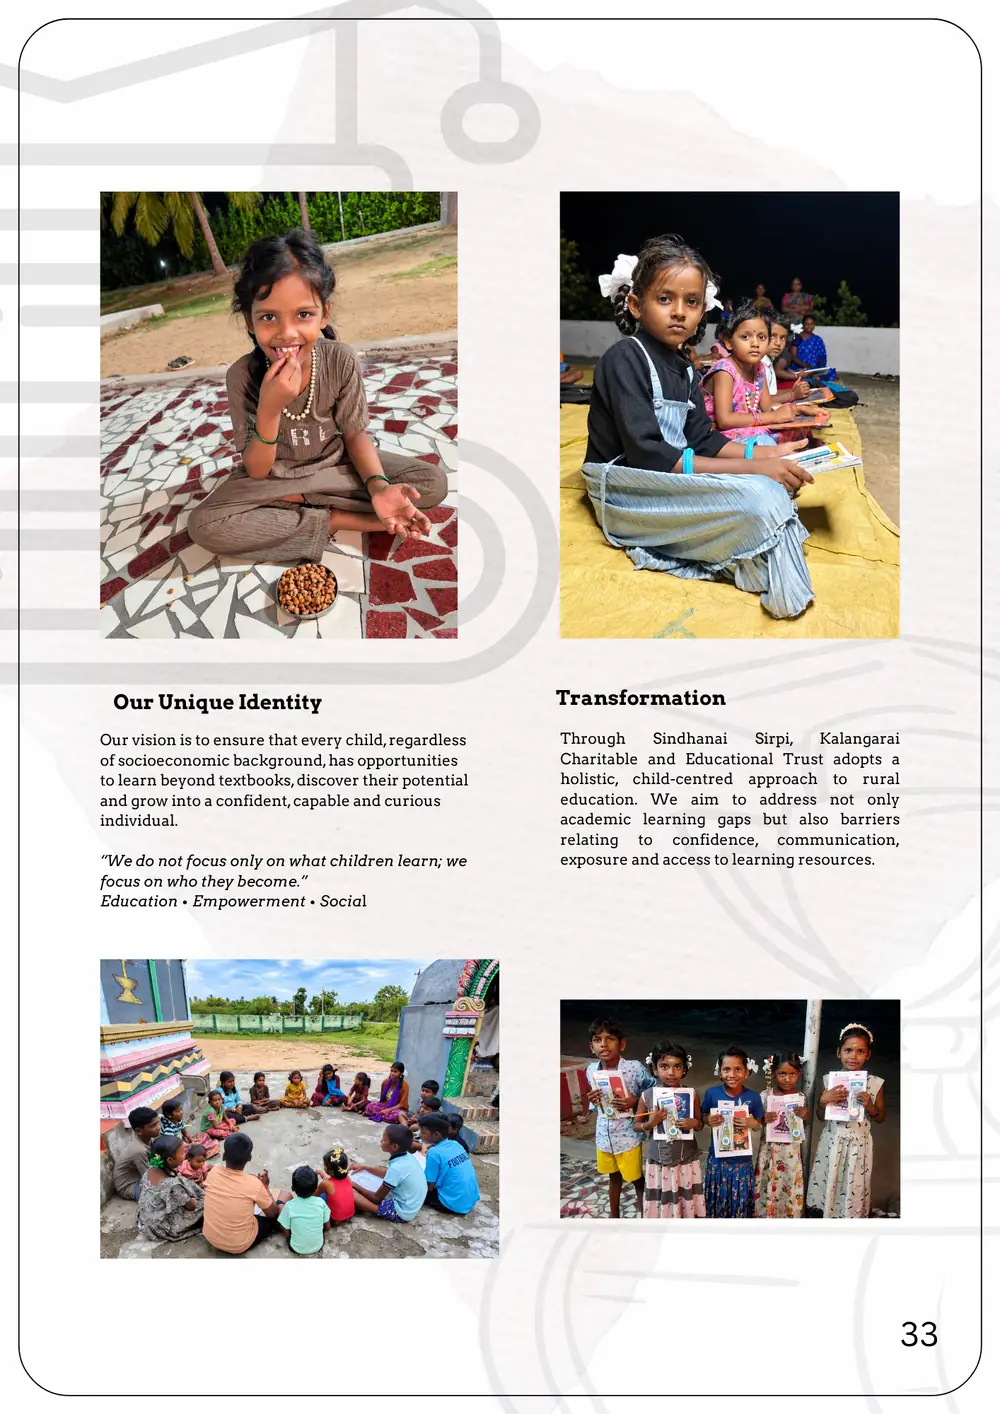 Our Unique Identity
Our vision is to ensure that every child, regardless
of socioeconomic background, has opportunities
to learn beyond textbooks, discover their potential
and grow into a confident, capable and curious
individual.
“We do not focus only on what children learn; we
focus on who they become.”
Education • Empowerment • Social
Transformation
Through Sindhanai Sirpi, Kalangarai
Charitable and Educational Trust adopts a
holistic, child-centred approach to rural
education. We aim to address not only
academic learning gaps but also barriers
relating to confidence, communication,
exposure and access to learning resources.
FOOTER
33